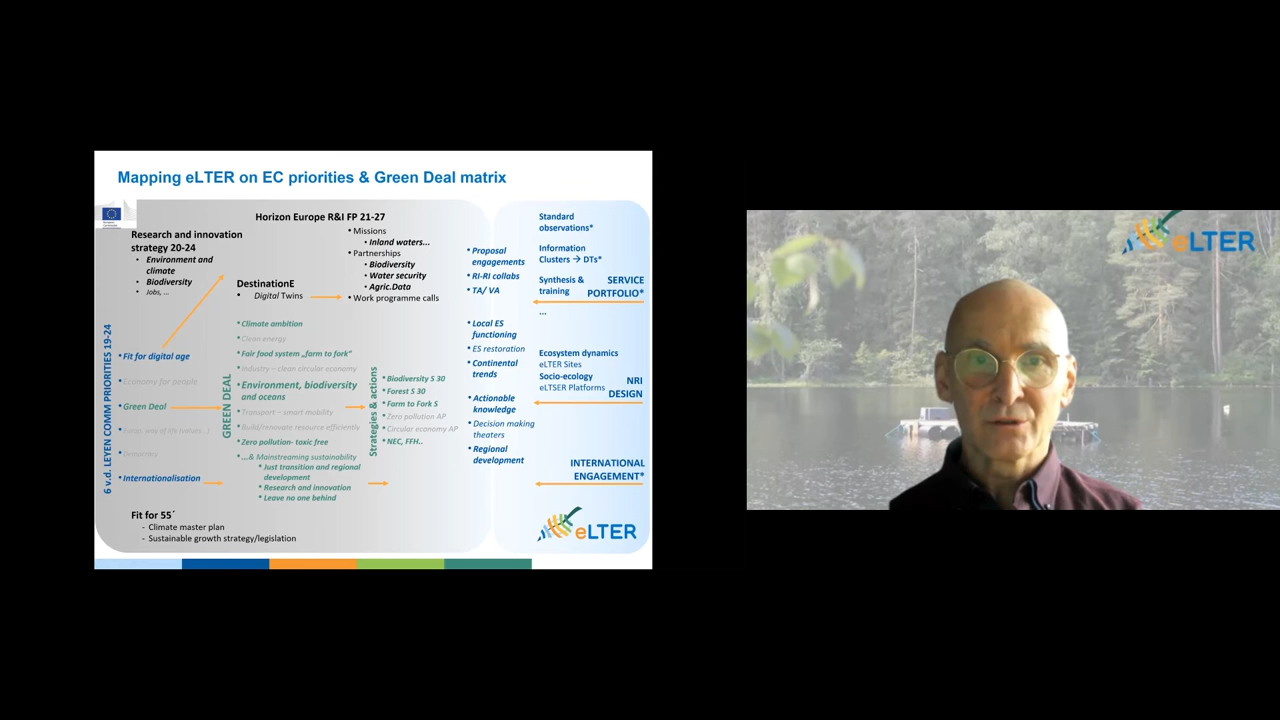 Mapping eLTER on EC priorities & Green Deal matrix
Horizon Europe R&I FP 21-27
Research and innovation
strategy 20-24
• Environment and
climate
• Biodiversity
• Jobs, ...
• Missions
• Inland waters...
• Partnerships
• Biodiversity
• Water security
• Agric.Data
• Work programme calls
DestinationE
• Digital Twins
6 v.d. LEYEN COMM PRIORITIES 19-24
• Fit for digital age
• Economy for people
• Green Deal
• Europ. way of life (values...)
• Democracy
• Internationalisation
GREEN DEAL
• Climate ambition
• Clean energy
• Fair food system „farm to fork“
• Industry – clean circular economy
• Environment, biodiversity
and oceans
• Transport – smart mobility
• Build/renovate resource efficiently
• Zero pollution- toxic free
• ...& Mainstreaming sustainability
• Just transition and regional
development
• Research and innovation
• Leave no one behind
Strategies & actions
• Biodiversity S 30
• Forest S 30
• Farm to Fork S
• Zero pollution AP
• Circular economy AP
• NEC, FFH..
Fit for 55´
- Climate master plan
- Sustainable growth strategy/legislation
• Proposal
engagements
• RI-RI collabs
• TA/ VA
• Local ES
functioning
• ES restoration
• Continental
trends
• Actionable
knowledge
• Decision making
theaters
• Regional
development
Standard
observations*
Information
Clusters → DTs*
Synthesis &
training
...
SERVICE
PORTFOLIO*
Ecosystem dynamics
eLTER Sites
Socio-ecology
eLTSER Platforms
NRI
DESIGN
INTERNATIONAL
ENGAGEMENT*
eLTER
eLTER